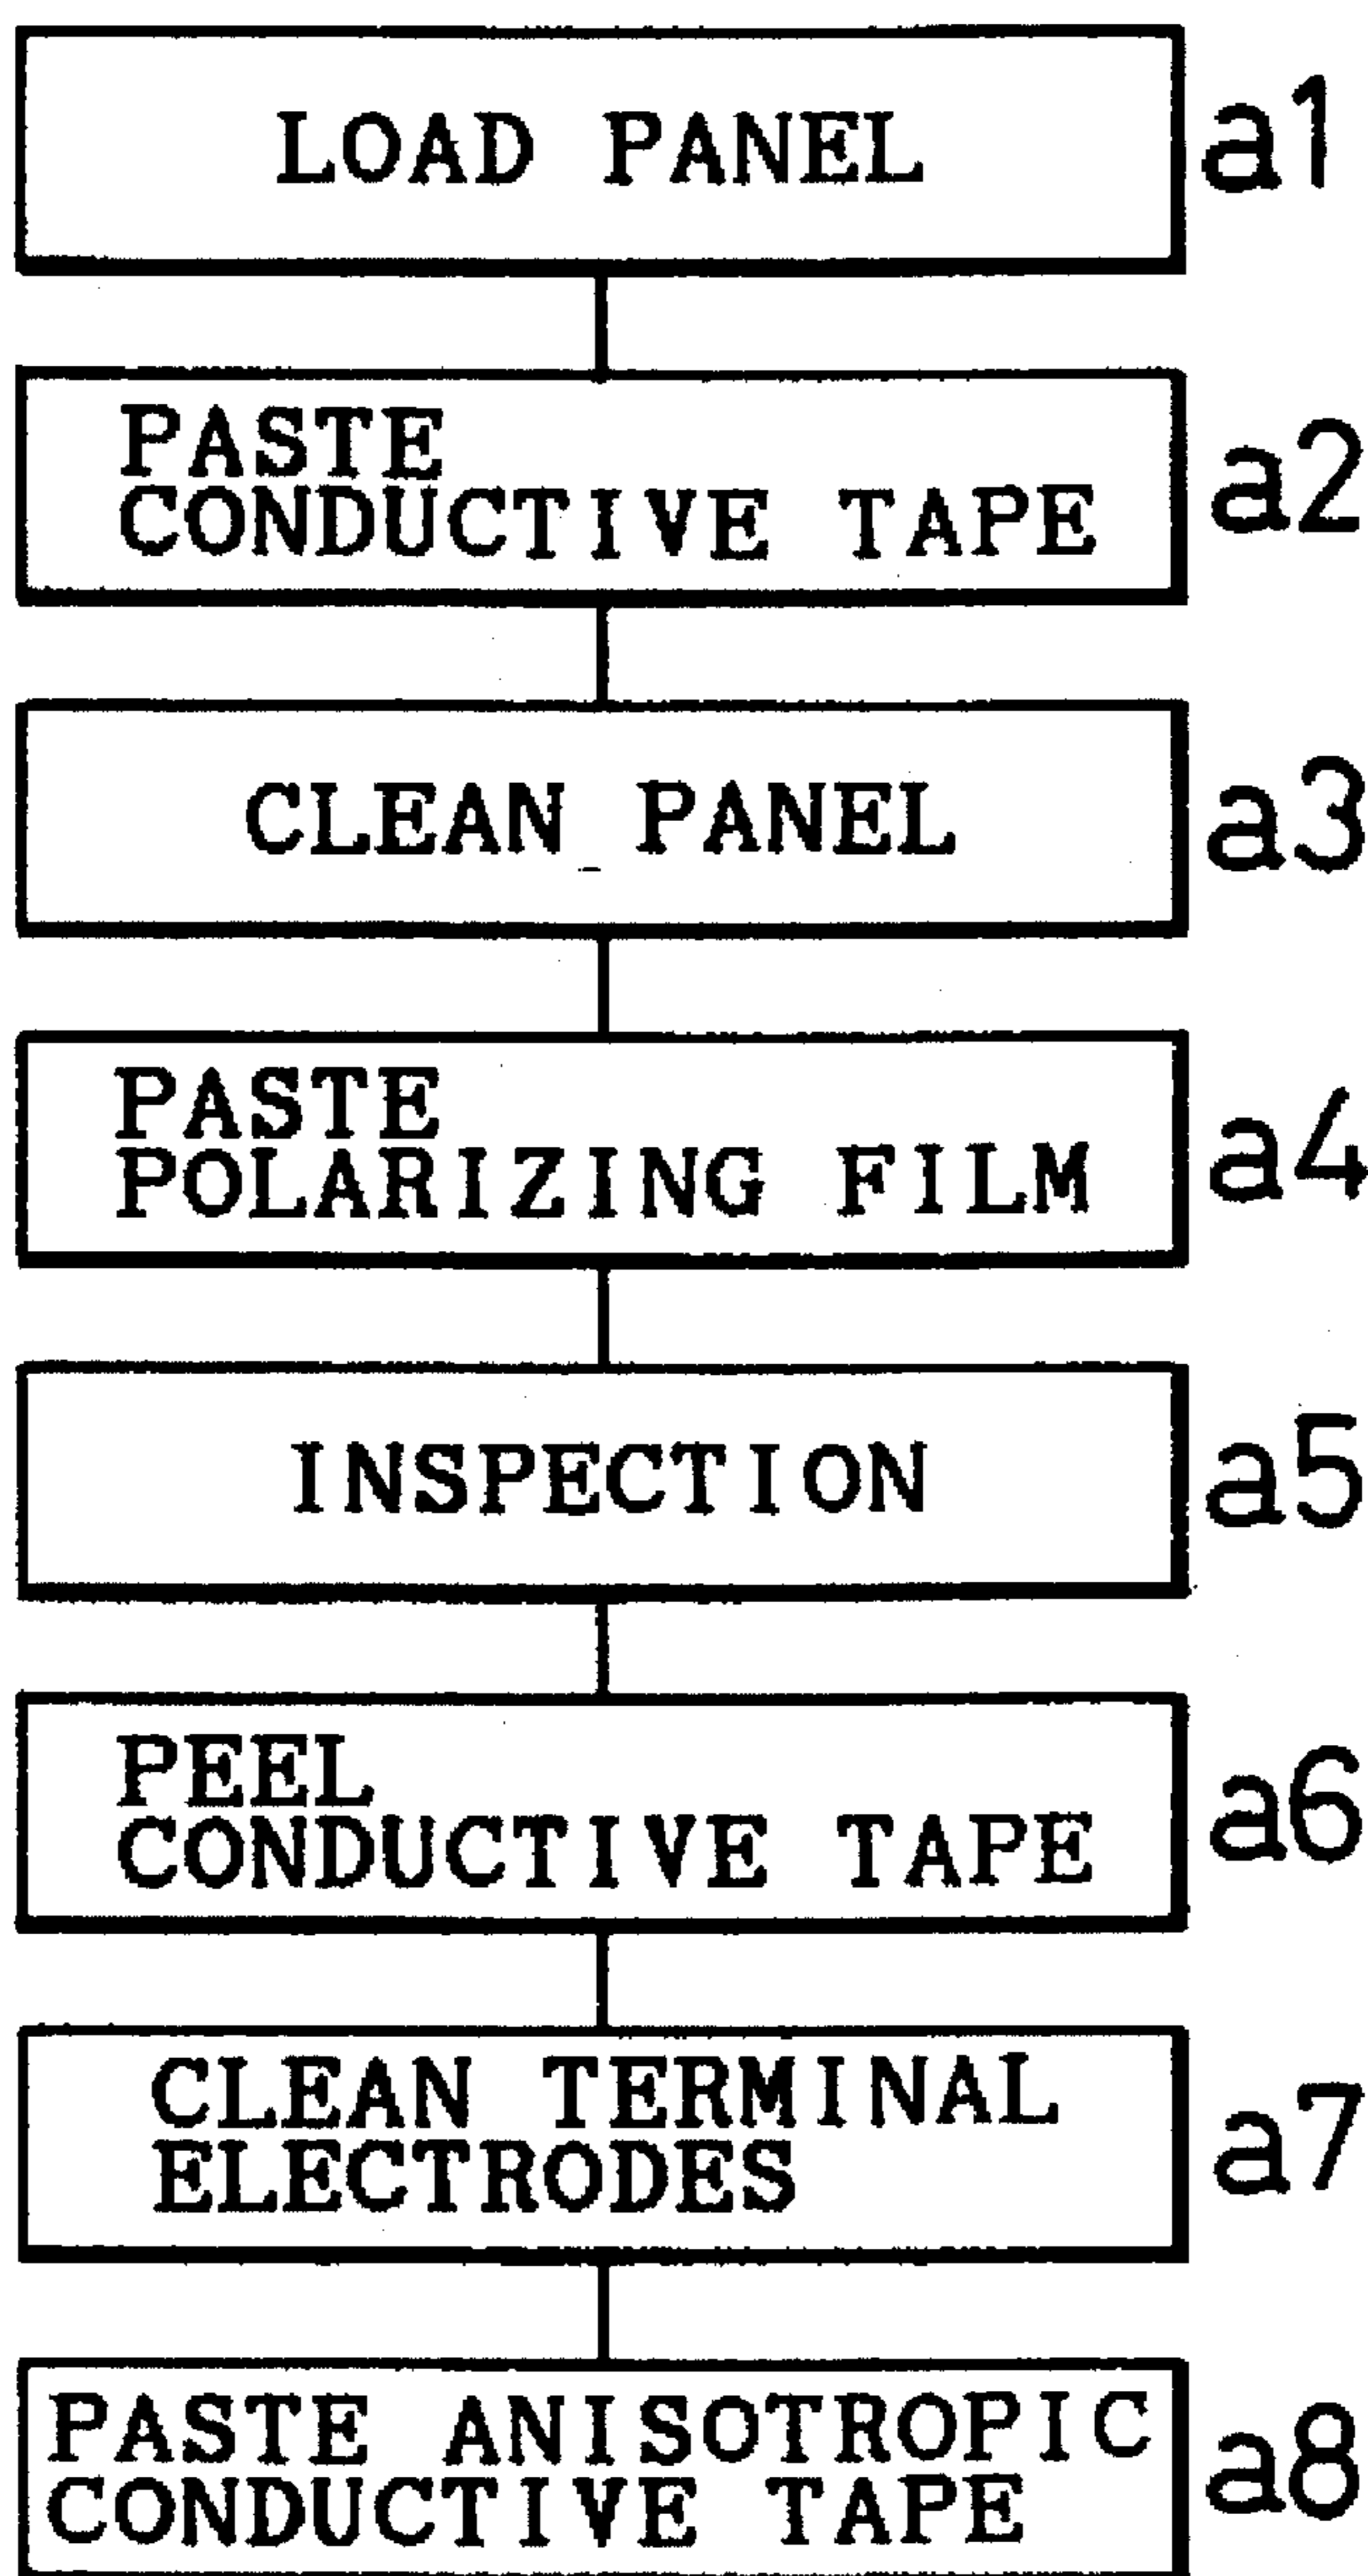 LOAD PANEL
a1
PASTE
CONDUCTIVE TAPE
a2
CLEAN PANEL
a3
PASTE
POLARIZING FILM
a4
INSPECTION
a5
PEEL
CONDUCTIVE TAPE
a6
CLEAN TERMINAL
ELECTRODES
a7
PASTE ANISOTROPIC
CONDUCTIVE TAPE
a8